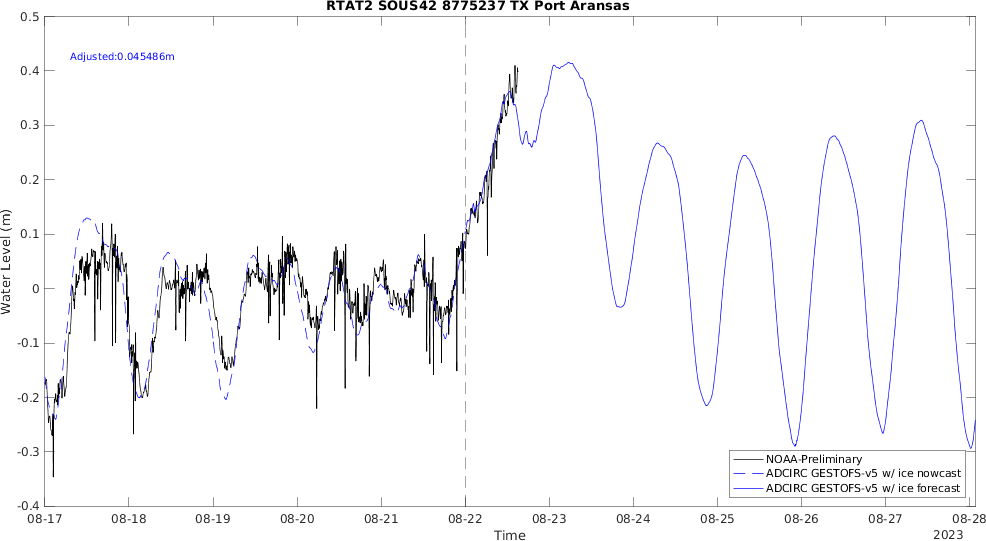 RTAT2 SOUS42 8775237 TX Port Aransas
0.5
Adjusted:0.045486m
0.4
0.3
0.2
0.1
0
-0.1
-0.2
-0.3
-0.4
Water Level (m)
NOAA-Preliminary
ADCIRC GESTOFS-v5 w/ ice nowcast
ADCIRC GESTOFS-v5 w/ ice forecast
08-17 08-18 08-19 08-20 08-21 08-22 08-23 08-24 08-25 08-26 08-27 08-28
Time
2023